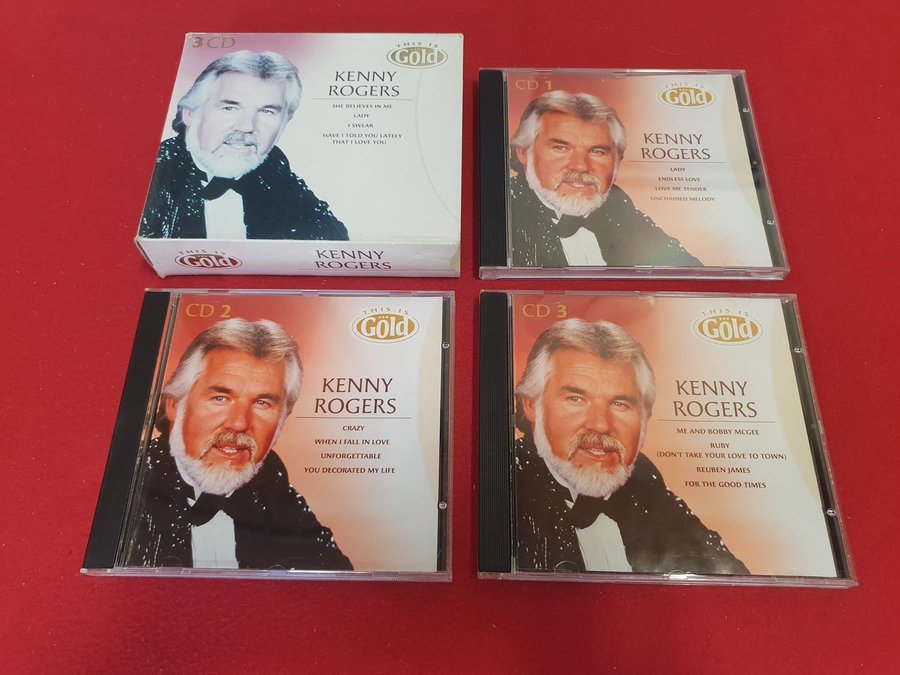 3 CD
THIS IS
Gold
KENNY
ROGERS
SHE BELIEVES IN ME
LADY
I SWEAR
HAVE I TOLD YOU LATELY
THAT I LOVE YOU
THIS IS
Gold
KENNY
ROGERS
CD 1
THIS IS
Gold
KENNY
ROGERS
LADY
ENDLESS LOVE
LOVE ME TENDER
UNCHAINED MELODY
CD 2
THIS IS
Gold
KENNY
ROGERS
CRAZY
WHEN I FALL IN LOVE
UNFORGETTABLE
YOU DECORATED MY LIFE
CD 3
THIS IS
Gold
KENNY
ROGERS
ME AND BOBBY MCGEE
RUBY
(DON'T TAKE YOUR LOVE TO TOWN)
REUBEN JAMES
FOR THE GOOD TIMES